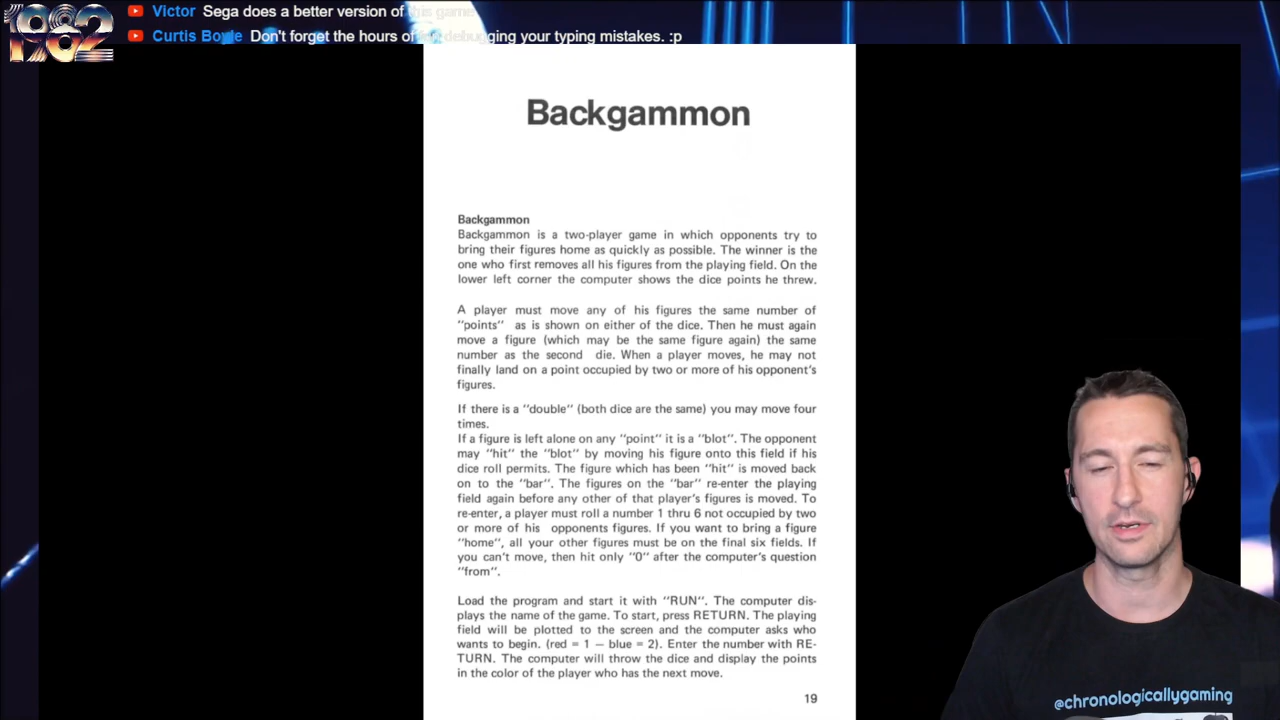 1982
Victor Sega does a better version of this game
Curtis Boyle Don't forget the hours of debugging your typing mistakes. :p
Backgammon
Backgammon
Backgammon is a two-player game in which opponents try to
bring their figures home as quickly as possible. The winner is the
one who first removes all his figures from the playing field. On the
lower left corner the computer shows the dice points he threw.
A player must move any of his figures the same number of
"points" as is shown on either of the dice. Then he must again
move a figure (which may be the same figure again) the same
number as the second die. When a player moves, he may not
finally land on a point occupied by two or more of his opponent's
figures.
If there is a "double" (both dice are the same) you may move four
times.
If a figure is left alone on any "point" it is a "blot". The opponent
may "hit" the "blot" by moving his figure onto this field if his
dice roll permits. The figure which has been "hit" is moved back
on to the "bar". The figures on the "bar" re-enter the playing
field again before any other of that player's figures is moved. To
re-enter, a player must roll a number 1 thru 6 not occupied by two
or more of his opponents figures. If you want to bring a figure
"home", all your other figures must be on the final six fields. If
you can't move, then hit only "0" after the computer's question
"from".
Load the program and start it with "RUN". The computer dis-
plays the name of the game. To start, press RETURN. The playing
field will be plotted to the screen and the computer asks who
wants to begin. (red = 1 — blue = 2). Enter the number with RE-
TURN. The computer will throw the dice and display the points
in the color of the player who has the next move.
19
@chronologicallygaming